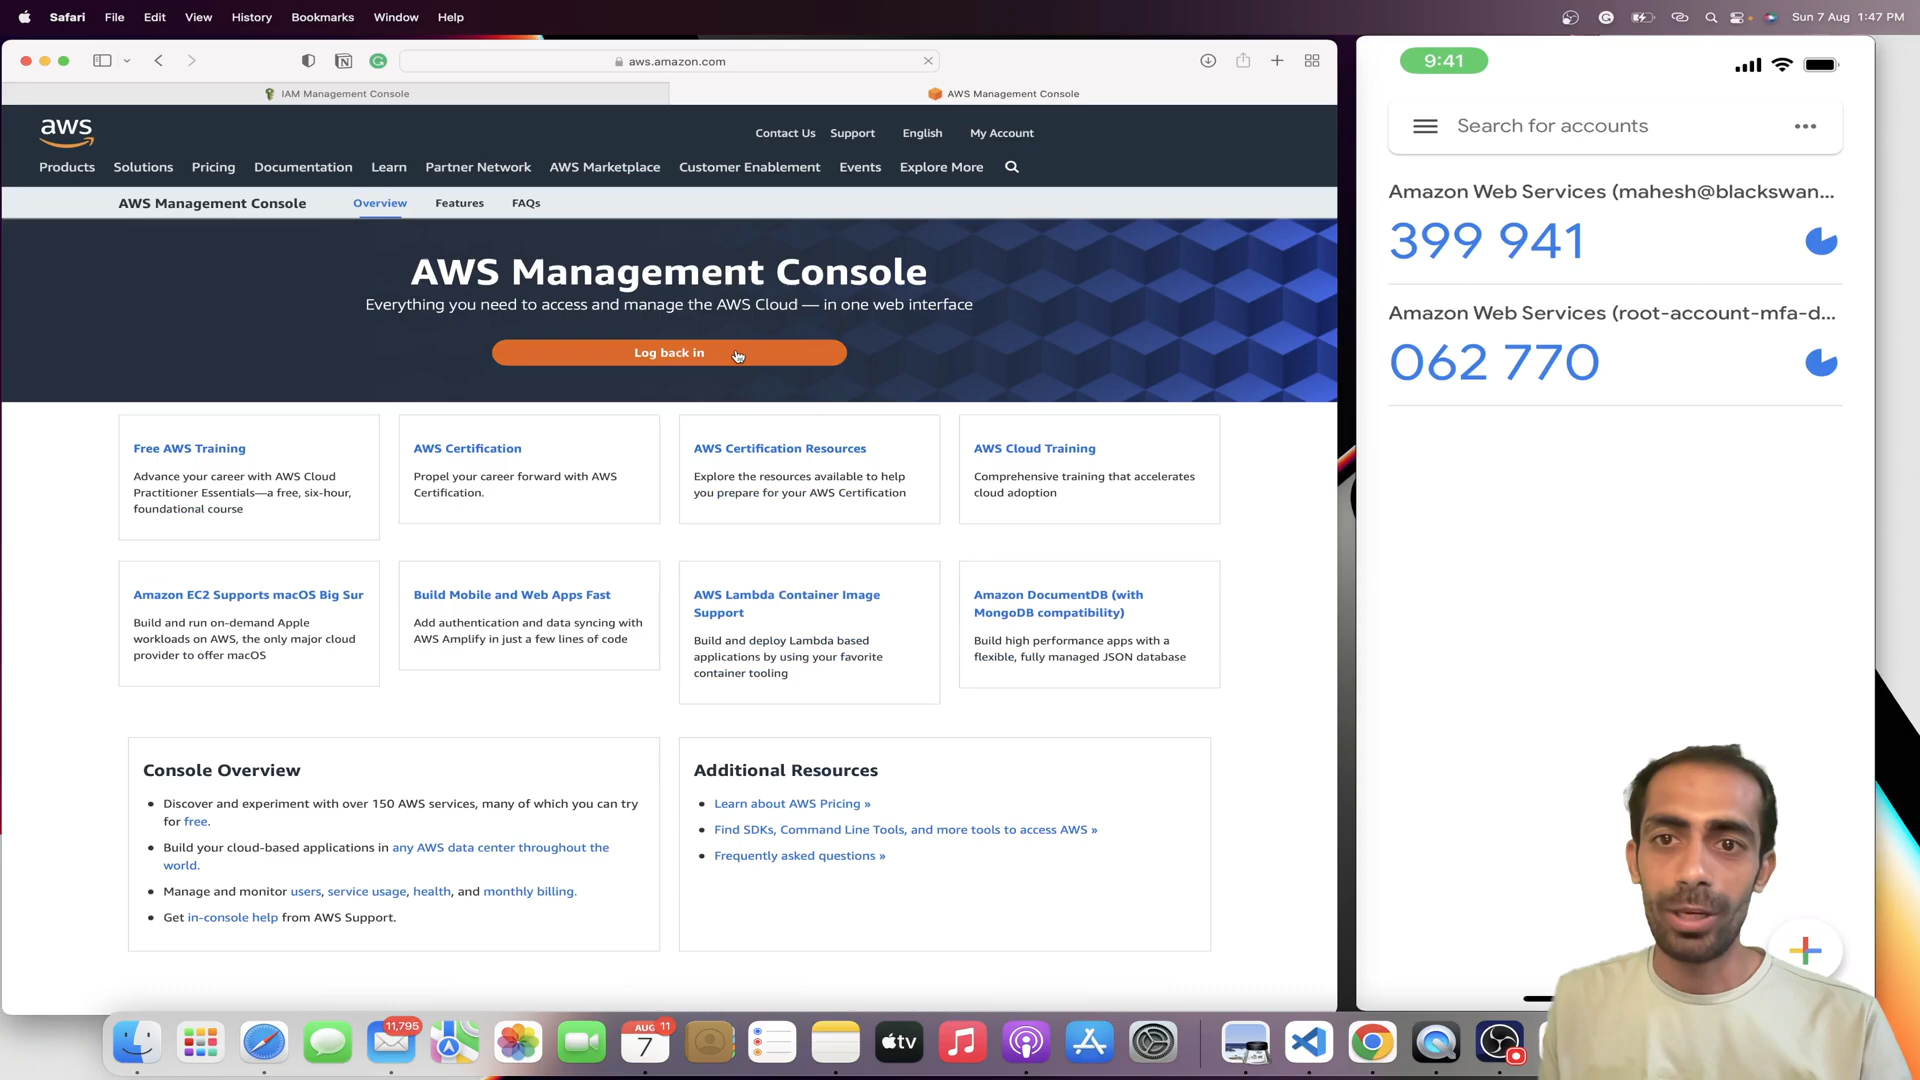 Safari File Edit View History Bookmarks Window Help
Sun 7 Aug 1:47 PM
aws.amazon.com
IAM Management Console
AWS Management Console
aws
Contact Us Support English My Account
Products Solutions Pricing Documentation Learn Partner Network AWS Marketplace Customer Enablement Events Explore More
AWS Management Console Overview Features FAQs
AWS Management Console
Everything you need to access and manage the AWS Cloud — in one web interface
Log back in
Free AWS Training
Advance your career with AWS Cloud
Practitioner Essentials—a free, six-hour,
foundational course
AWS Certification
Propel your career forward with AWS
Certification.
AWS Certification Resources
Explore the resources available to help
you prepare for your AWS Certification
AWS Cloud Training
Comprehensive training that accelerates
cloud adoption
Amazon EC2 Supports macOS Big Sur
Build and run on-demand Apple
workloads on AWS, the only major cloud
provider to offer macOS
Build Mobile and Web Apps Fast
Add authentication and data syncing with
AWS Amplify in just a few lines of code
AWS Lambda Container Image
Support
Build and deploy Lambda based
applications by using your favorite
container tooling
Amazon DocumentDB (with
MongoDB compatibility)
Build high performance apps with a
flexible, fully managed JSON database
Console Overview
• Discover and experiment with over 150 AWS services, many of which you can try
for free.
• Build your cloud-based applications in any AWS data center throughout the
world.
• Manage and monitor users, service usage, health, and monthly billing.
• Get in-console help from AWS Support.
Additional Resources
• Learn about AWS Pricing »
• Find SDKs, Command Line Tools, and more tools to access AWS »
• Frequently asked questions »
9:41
Search for accounts
Amazon Web Services (mahesh@blackswan...
399 941
Amazon Web Services (root-account-mfa-d...
062 770
11,795
AUG 11
7
tv